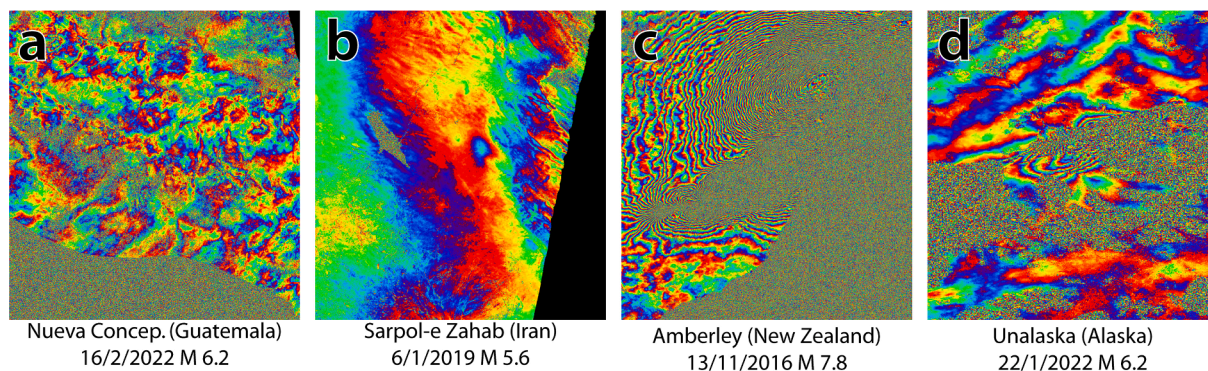 a
b
c
d
Nueva Concep. (Guatemala)
16/2/2022 M 6.2
Sarpol-e Zahab (Iran)
6/1/2019 M 5.6
Amberley (New Zealand)
13/11/2016 M 7.8
Unalaska (Alaska)
22/1/2022 M 6.2